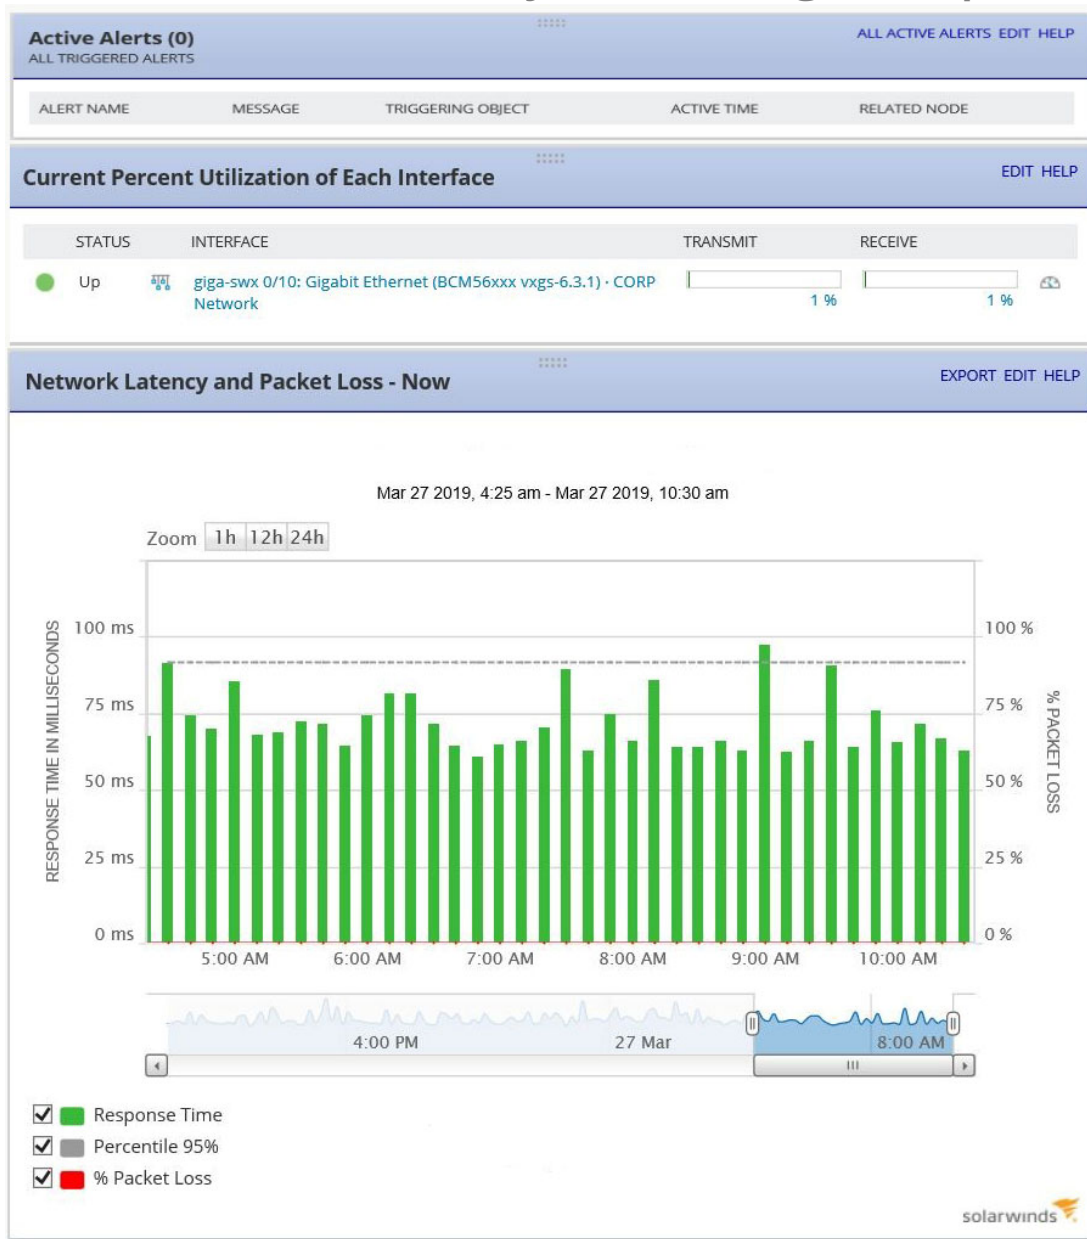 Active Alerts (0)
ALL TRIGGERED ALERTS
ALL ACTIVE ALERTS EDIT HELP
ALERT NAME MESSAGE TRIGGERING OBJECT ACTIVE TIME RELATED NODE
Current Percent Utilization of Each Interface
EDIT HELP
STATUS INTERFACE TRANSMIT RECEIVE
Up giga-swx 0/10: Gigabit Ethernet (BCM56xxx vxgs-6.3.1) · CORP
Network
1 % 1 %
Network Latency and Packet Loss - Now
EXPORT EDIT HELP
Mar 27 2019, 4:25 am - Mar 27 2019, 10:30 am
Zoom 1h 12h 24h
RESPONSE TIME IN MILLISECONDS
100 ms
75 ms
50 ms
25 ms
0 ms
100 %
75 %
50 %
25 %
0 %
% PACKET LOSS
5:00 AM 6:00 AM 7:00 AM 8:00 AM 9:00 AM 10:00 AM
4:00 PM 27 Mar 8:00 AM
Response Time
Percentile 95%
% Packet Loss
solarwinds